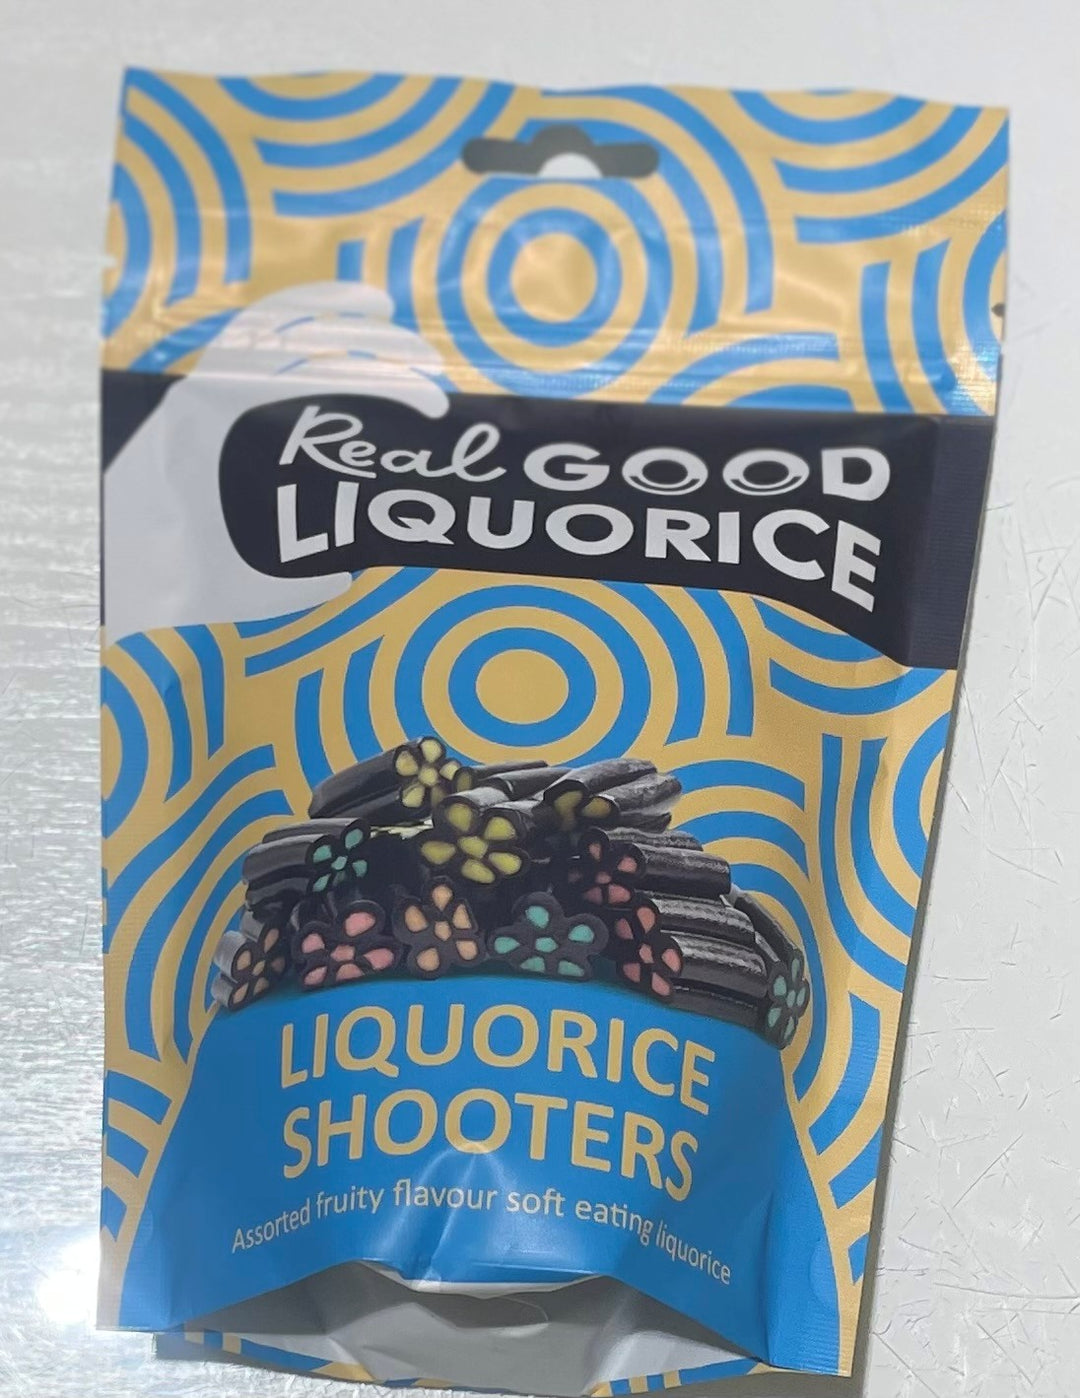 Real GOOD
LIQUORICE
LIQUORICE
SHOOTERS
Assorted fruity flavour soft eating liquorice